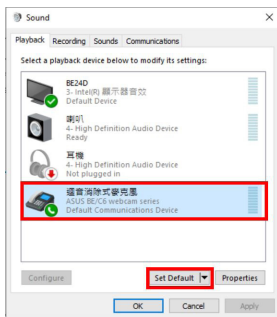 Sound
Playback Recording Sounds Communications
Select a playback device below to modify its settings:
BE24D
3- Intel(R) 顯示器音效
Default Device
喇叭
4- High Definition Audio Device
Ready
耳機
4- High Definition Audio Device
Not plugged in
迴音消除式麥克風
ASUS BE/C6 webcam series
Default Communications Device
Configure Set Default Properties
OK Cancel Apply